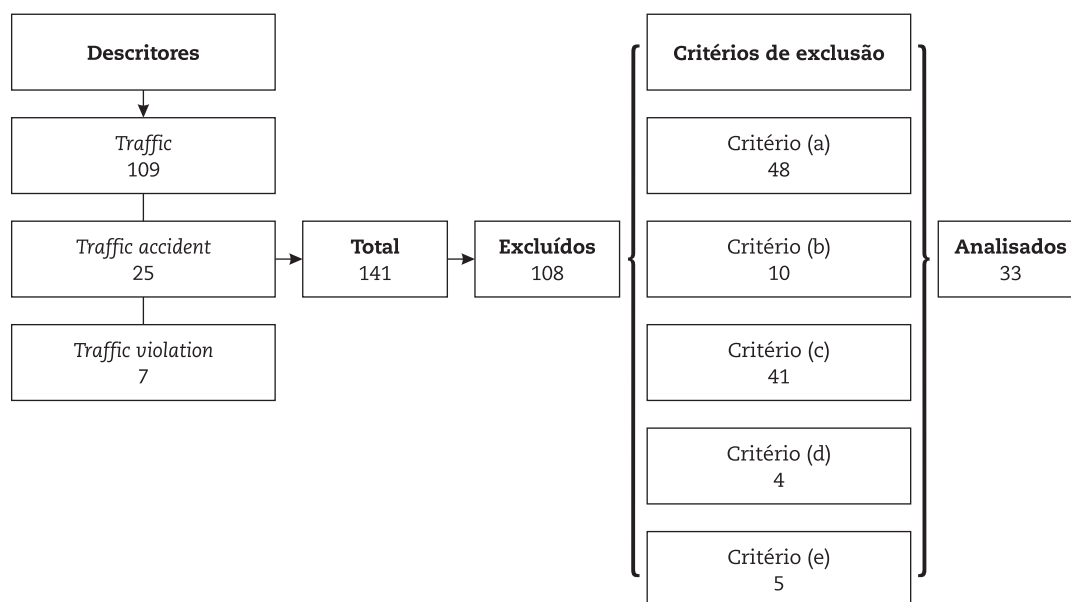 Descritores
Traffic
109
Traffic accident
25
Traffic violation
7
Total
141
Excluídos
108
Critérios de exclusão
Critério (a)
48
Critério (b)
10
Critério (c)
41
Critério (d)
4
Critério (e)
5
Analisados
33